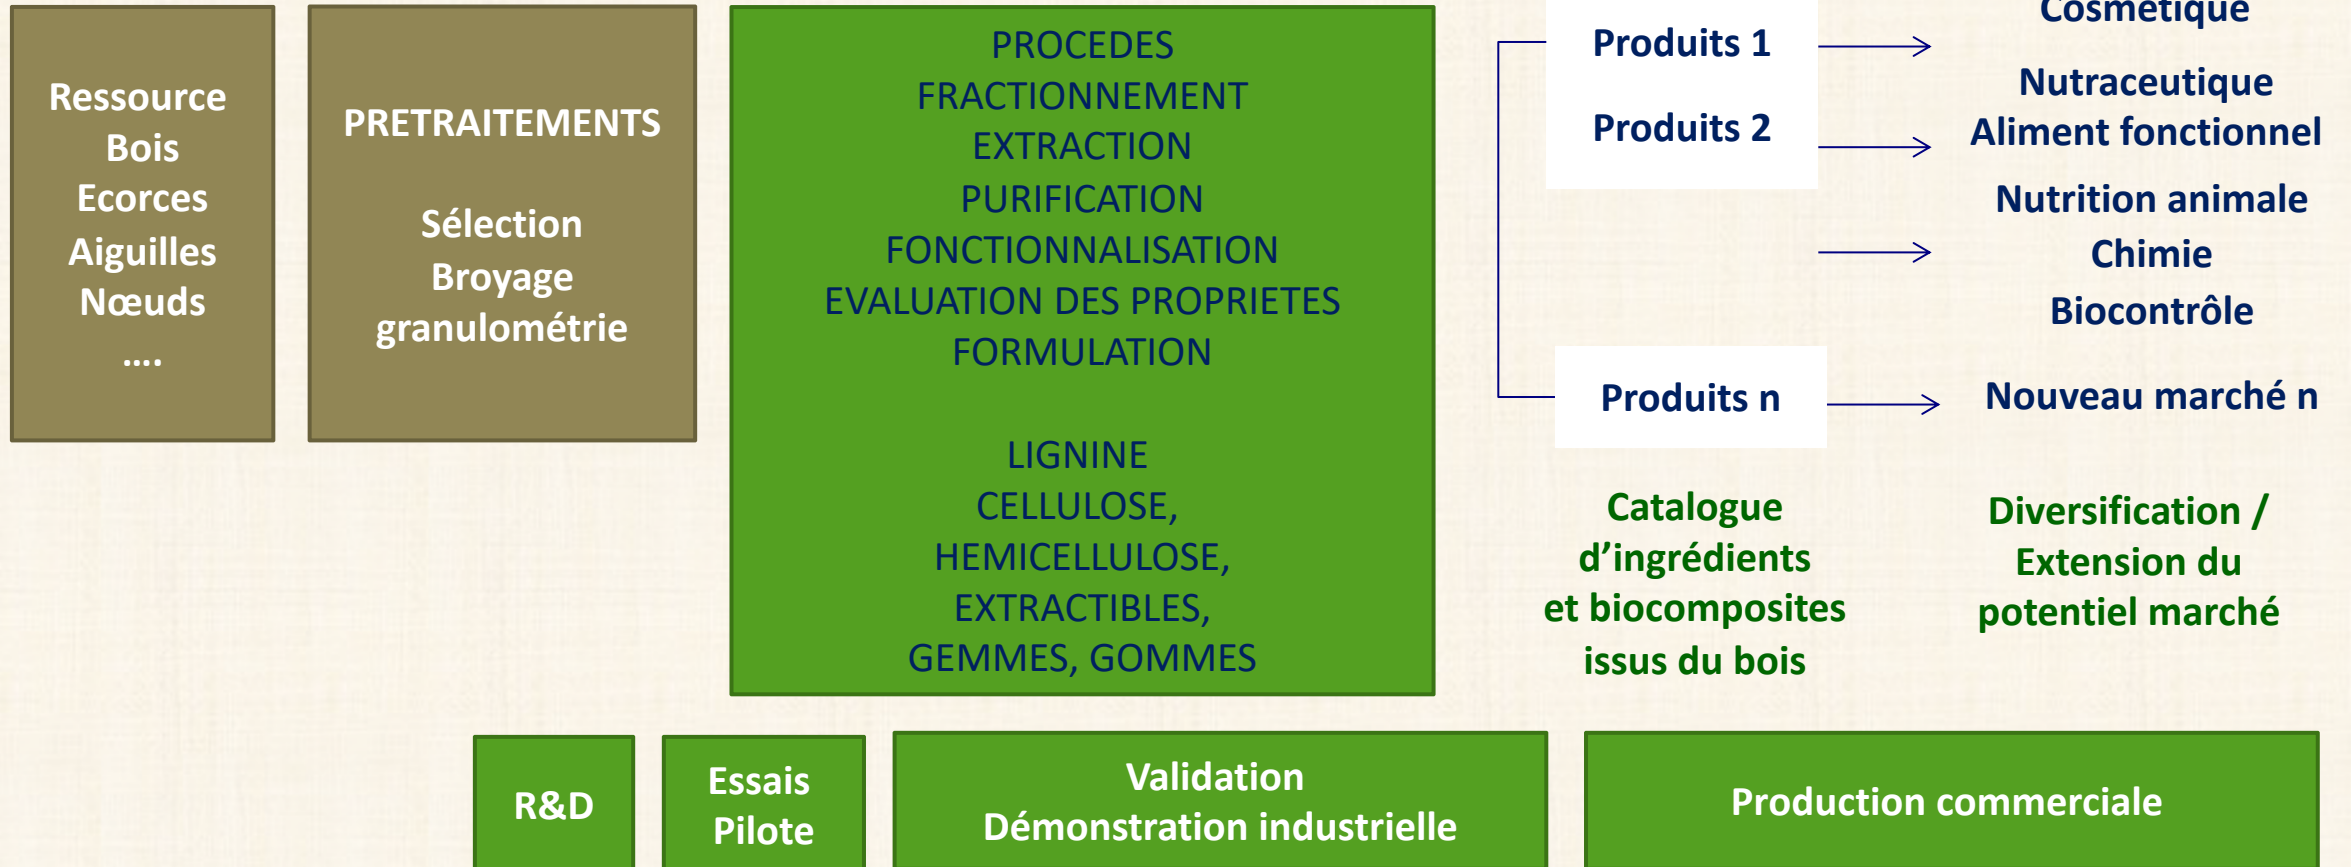 Ressource
Bois
Ecorces
Aiguilles
Nœuds
....
PRETRAITEMENTS
Sélection
Broyage
granulométrie
PROCEDES
FRACTIONNEMENT
EXTRACTION
PURIFICATION
FONCTIONNALISATION
EVALUATION DES PROPRIETES
FORMULATION
LIGNINE
CELLULOSE,
HEMICELLULOSE,
EXTRACTIBLES,
GEMMES, GOMMES
Produits 1
Produits 2
Produits n
Cosmétique
Nutraceutique
Aliment fonctionnel
Nutrition animale
Chimie
Biocontrôle
Nouveau marché n
Catalogue
d’ingrédients
et biocomposites
issus du bois
Diversification /
Extension du
potentiel marché
R&D
Essais
Pilote
Validation
Démonstration industrielle
Production commerciale